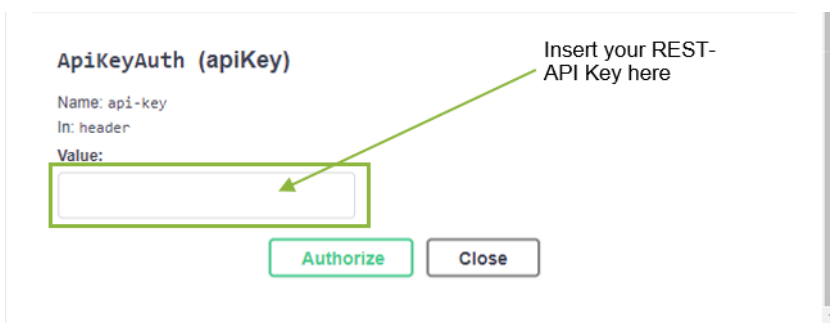 ApiKeyAuth (apiKey)
Insert your REST-
API Key here
Name: api-key
In: header
Value:
Authorize
Close